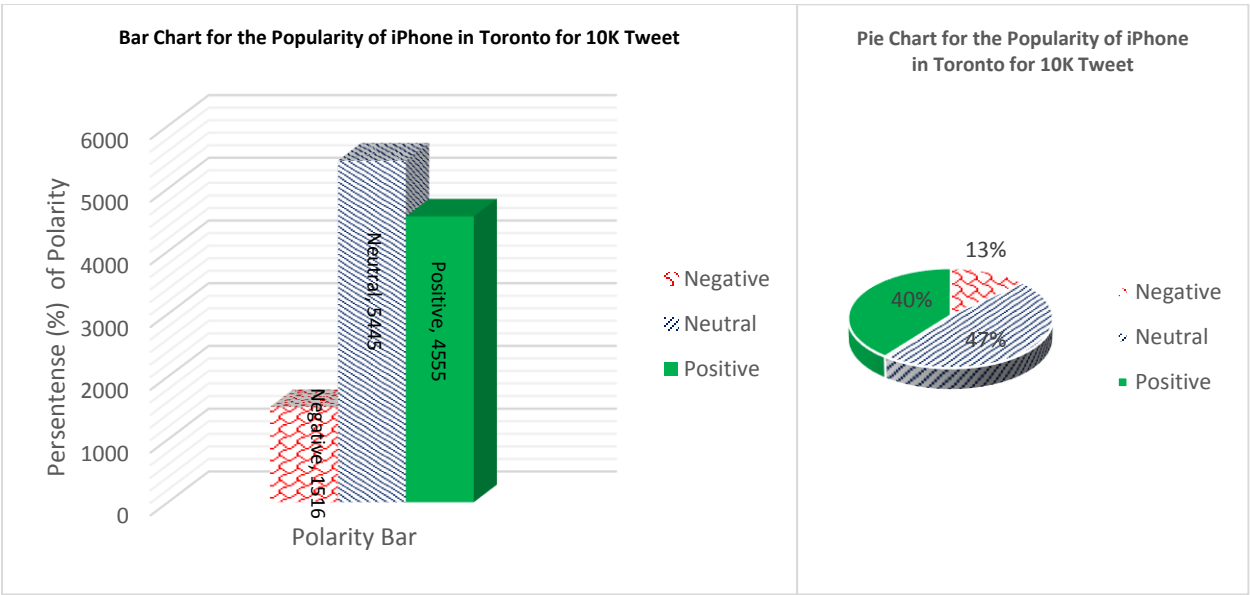 Bar Chart for the Popularity of iPhone in Toronto for 10K Tweet
Persentense (%) of Polarity
6000
5000
4000
3000
2000
1000
0
Negative, 1516
Neutral, 5445
Positive, 4555
Polarity Bar
Negative
Neutral
Positive
Pie Chart for the Popularity of iPhone
in Toronto for 10K Tweet
13%
40%
47%
Negative
Neutral
Positive